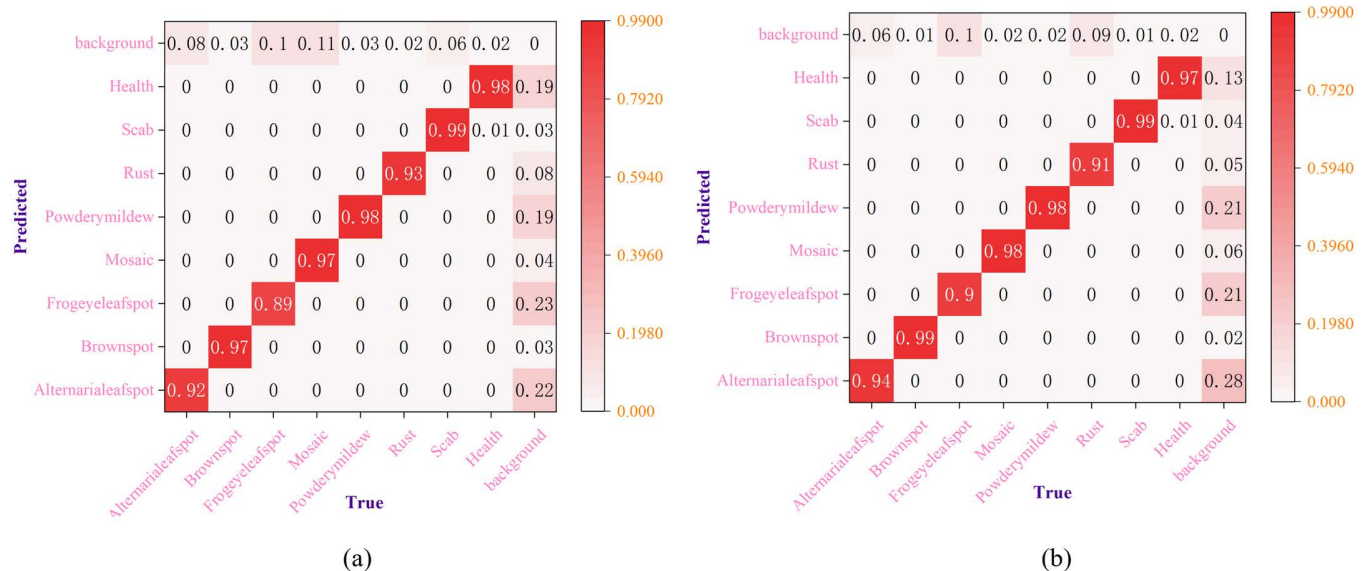 background 0.08 0.03 0.1 0.11 0.03 0.02 0.06 0.02 0
Health 0 0 0 0 0 0 0 0.98 0.19
Scab 0 0 0 0 0 0 0.99 0.01 0.03
Rust 0 0 0 0 0 0.93 0 0 0.08
Powderymildew 0 0 0 0 0.98 0 0 0 0.19
Mosaic 0 0 0 0.97 0 0 0 0 0.04
Frogeyeleafspot 0 0 0.89 0 0 0 0 0 0.23
Brownspot 0 0.97 0 0 0 0 0 0 0.03
Alternarialeafspot 0.92 0 0 0 0 0 0 0 0.22
Predicted
Alternarialeafspot Brownspot Frogeyeleafspot Mosaic Powderymildew Rust Scab Health background
True
0.9900
0.7920
0.5940
0.3960
0.1980
0.000
(a)
background 0.06 0.01 0.1 0.02 0.02 0.09 0.01 0.02 0
Health 0 0 0 0 0 0 0 0.97 0.13
Scab 0 0 0 0 0 0 0.99 0.01 0.04
Rust 0 0 0 0 0 0.91 0 0 0.05
Powderymildew 0 0 0 0 0.98 0 0 0 0.21
Mosaic 0 0 0 0.98 0 0 0 0 0.06
Frogeyeleafspot 0 0 0.9 0 0 0 0 0 0.21
Brownspot 0 0.99 0 0 0 0 0 0 0.02
Alternarialeafspot 0.94 0 0 0 0 0 0 0 0.28
Predicted
Alternarialeafspot Brownspot Frogeyeleafspot Mosaic Powderymildew Rust Scab Health background
True
0.9900
0.7920
0.5940
0.3960
0.1980
0.000
(b)